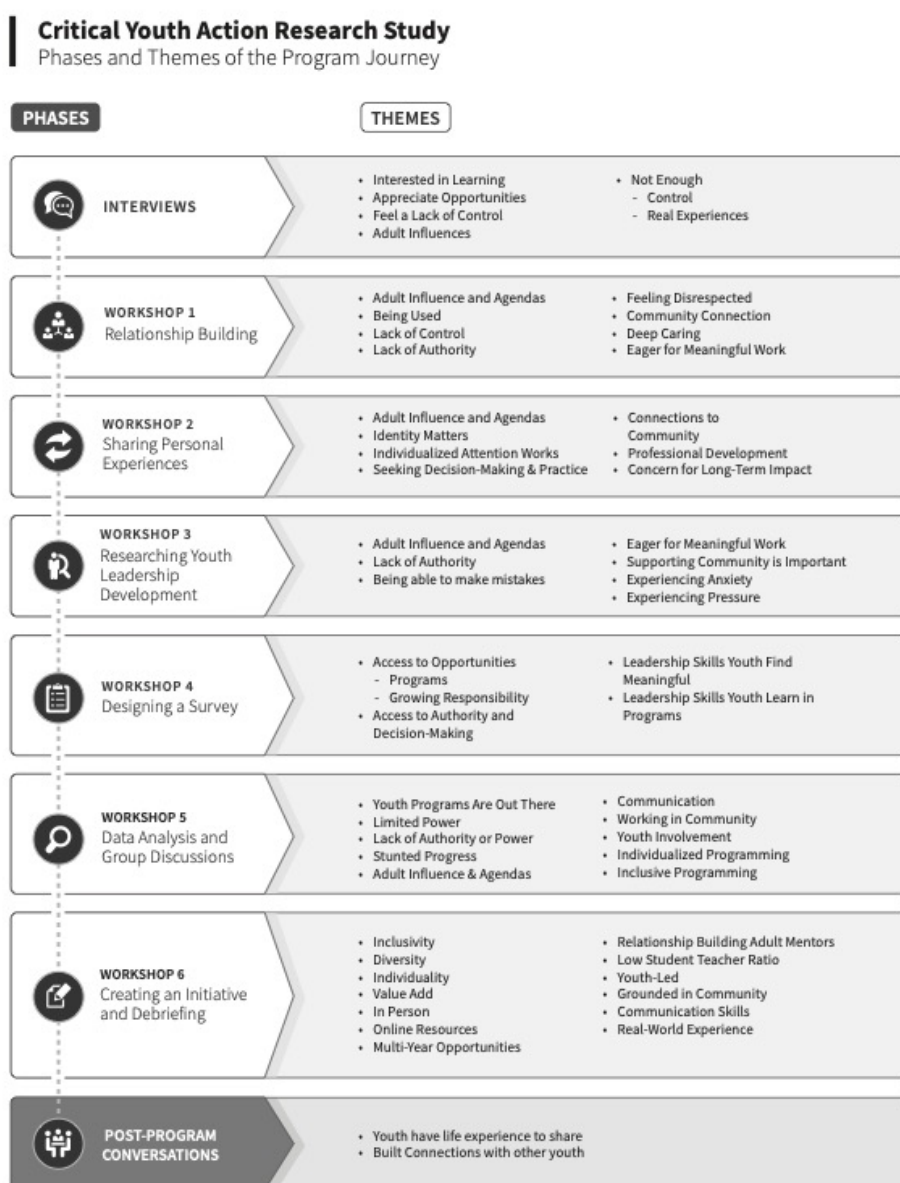 Critical Youth Action Research Study
Phases and Themes of the Program Journey
PHASES
THEMES
INTERVIEWS
• Interested in Learning
• Appreciate Opportunities
• Feel a Lack of Control
• Adult Influences
• Not Enough
- Control
- Real Experiences
WORKSHOP 1
Relationship Building
• Adult Influence and Agendas
• Being Used
• Lack of Control
• Lack of Authority
• Feeling Disrespected
• Community Connection
• Deep Caring
• Eager for Meaningful Work
WORKSHOP 2
Sharing Personal
Experiences
• Adult Influence and Agendas
• Identity Matters
• Individualized Attention Works
• Seeking Decision-Making & Practice
• Connections to
Community
• Professional Development
• Concern for Long-Term Impact
WORKSHOP 3
Researching Youth
Leadership
Development
• Adult Influence and Agendas
• Lack of Authority
• Being able to make mistakes
• Eager for Meaningful Work
• Supporting Community is Important
• Experiencing Anxiety
• Experiencing Pressure
WORKSHOP 4
Designing a Survey
• Access to Opportunities
- Programs
- Growing Responsibility
• Access to Authority and
Decision-Making
• Leadership Skills Youth Find
Meaningful
• Leadership Skills Youth Learn in
Programs
WORKSHOP 5
Data Analysis and
Group Discussions
• Youth Programs Are Out There
• Limited Power
• Lack of Authority or Power
• Stunted Progress
• Adult Influence & Agendas
• Communication
• Working in Community
• Youth Involvement
• Individualized Programming
• Inclusive Programming
WORKSHOP 6
Creating an Initiative
and Debriefing
• Inclusivity
• Diversity
• Individuality
• Value Add
• In Person
• Online Resources
• Multi-Year Opportunities
• Relationship Building Adult Mentors
• Low Student Teacher Ratio
• Youth-Led
• Grounded in Community
• Communication Skills
• Real-World Experience
POST-PROGRAM
CONVERSATIONS
• Youth have life experience to share
• Built Connections with other youth